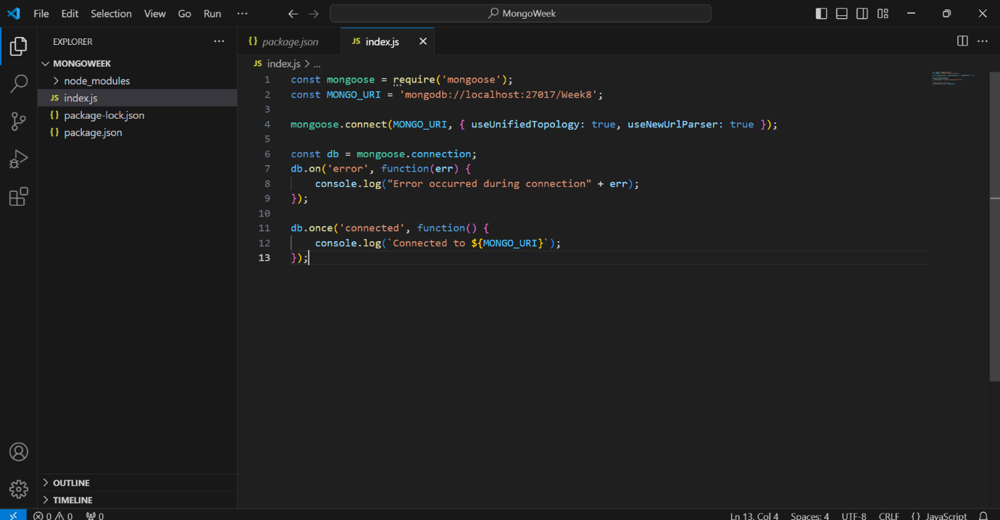 File Edit Selection View Go Run ··· MongoWeek
EXPLORER ···
MONGOWEEK
node_modules
JS index.js
{} package-lock.json
{} package.json
OUTLINE
TIMELINE
{} package.json JS index.js
JS index.js > ...
1 const mongoose = require('mongoose');
2 const MONGO_URI = 'mongodb://localhost:27017/Week8';
3
4 mongoose.connect(MONGO_URI, { useUnifiedTopology: true, useNewUrlParser: true });
5
6 const db = mongoose.connection;
7 db.on('error', function(err) {
8     console.log("Error occurred during connection" + err);
9 });
10
11 db.once('connected', function() {
12     console.log(`Connected to ${MONGO_URI}`);
13 });
0 0 0 Ln 13, Col 4 Spaces: 4 UTF-8 CRLF {} JavaScript